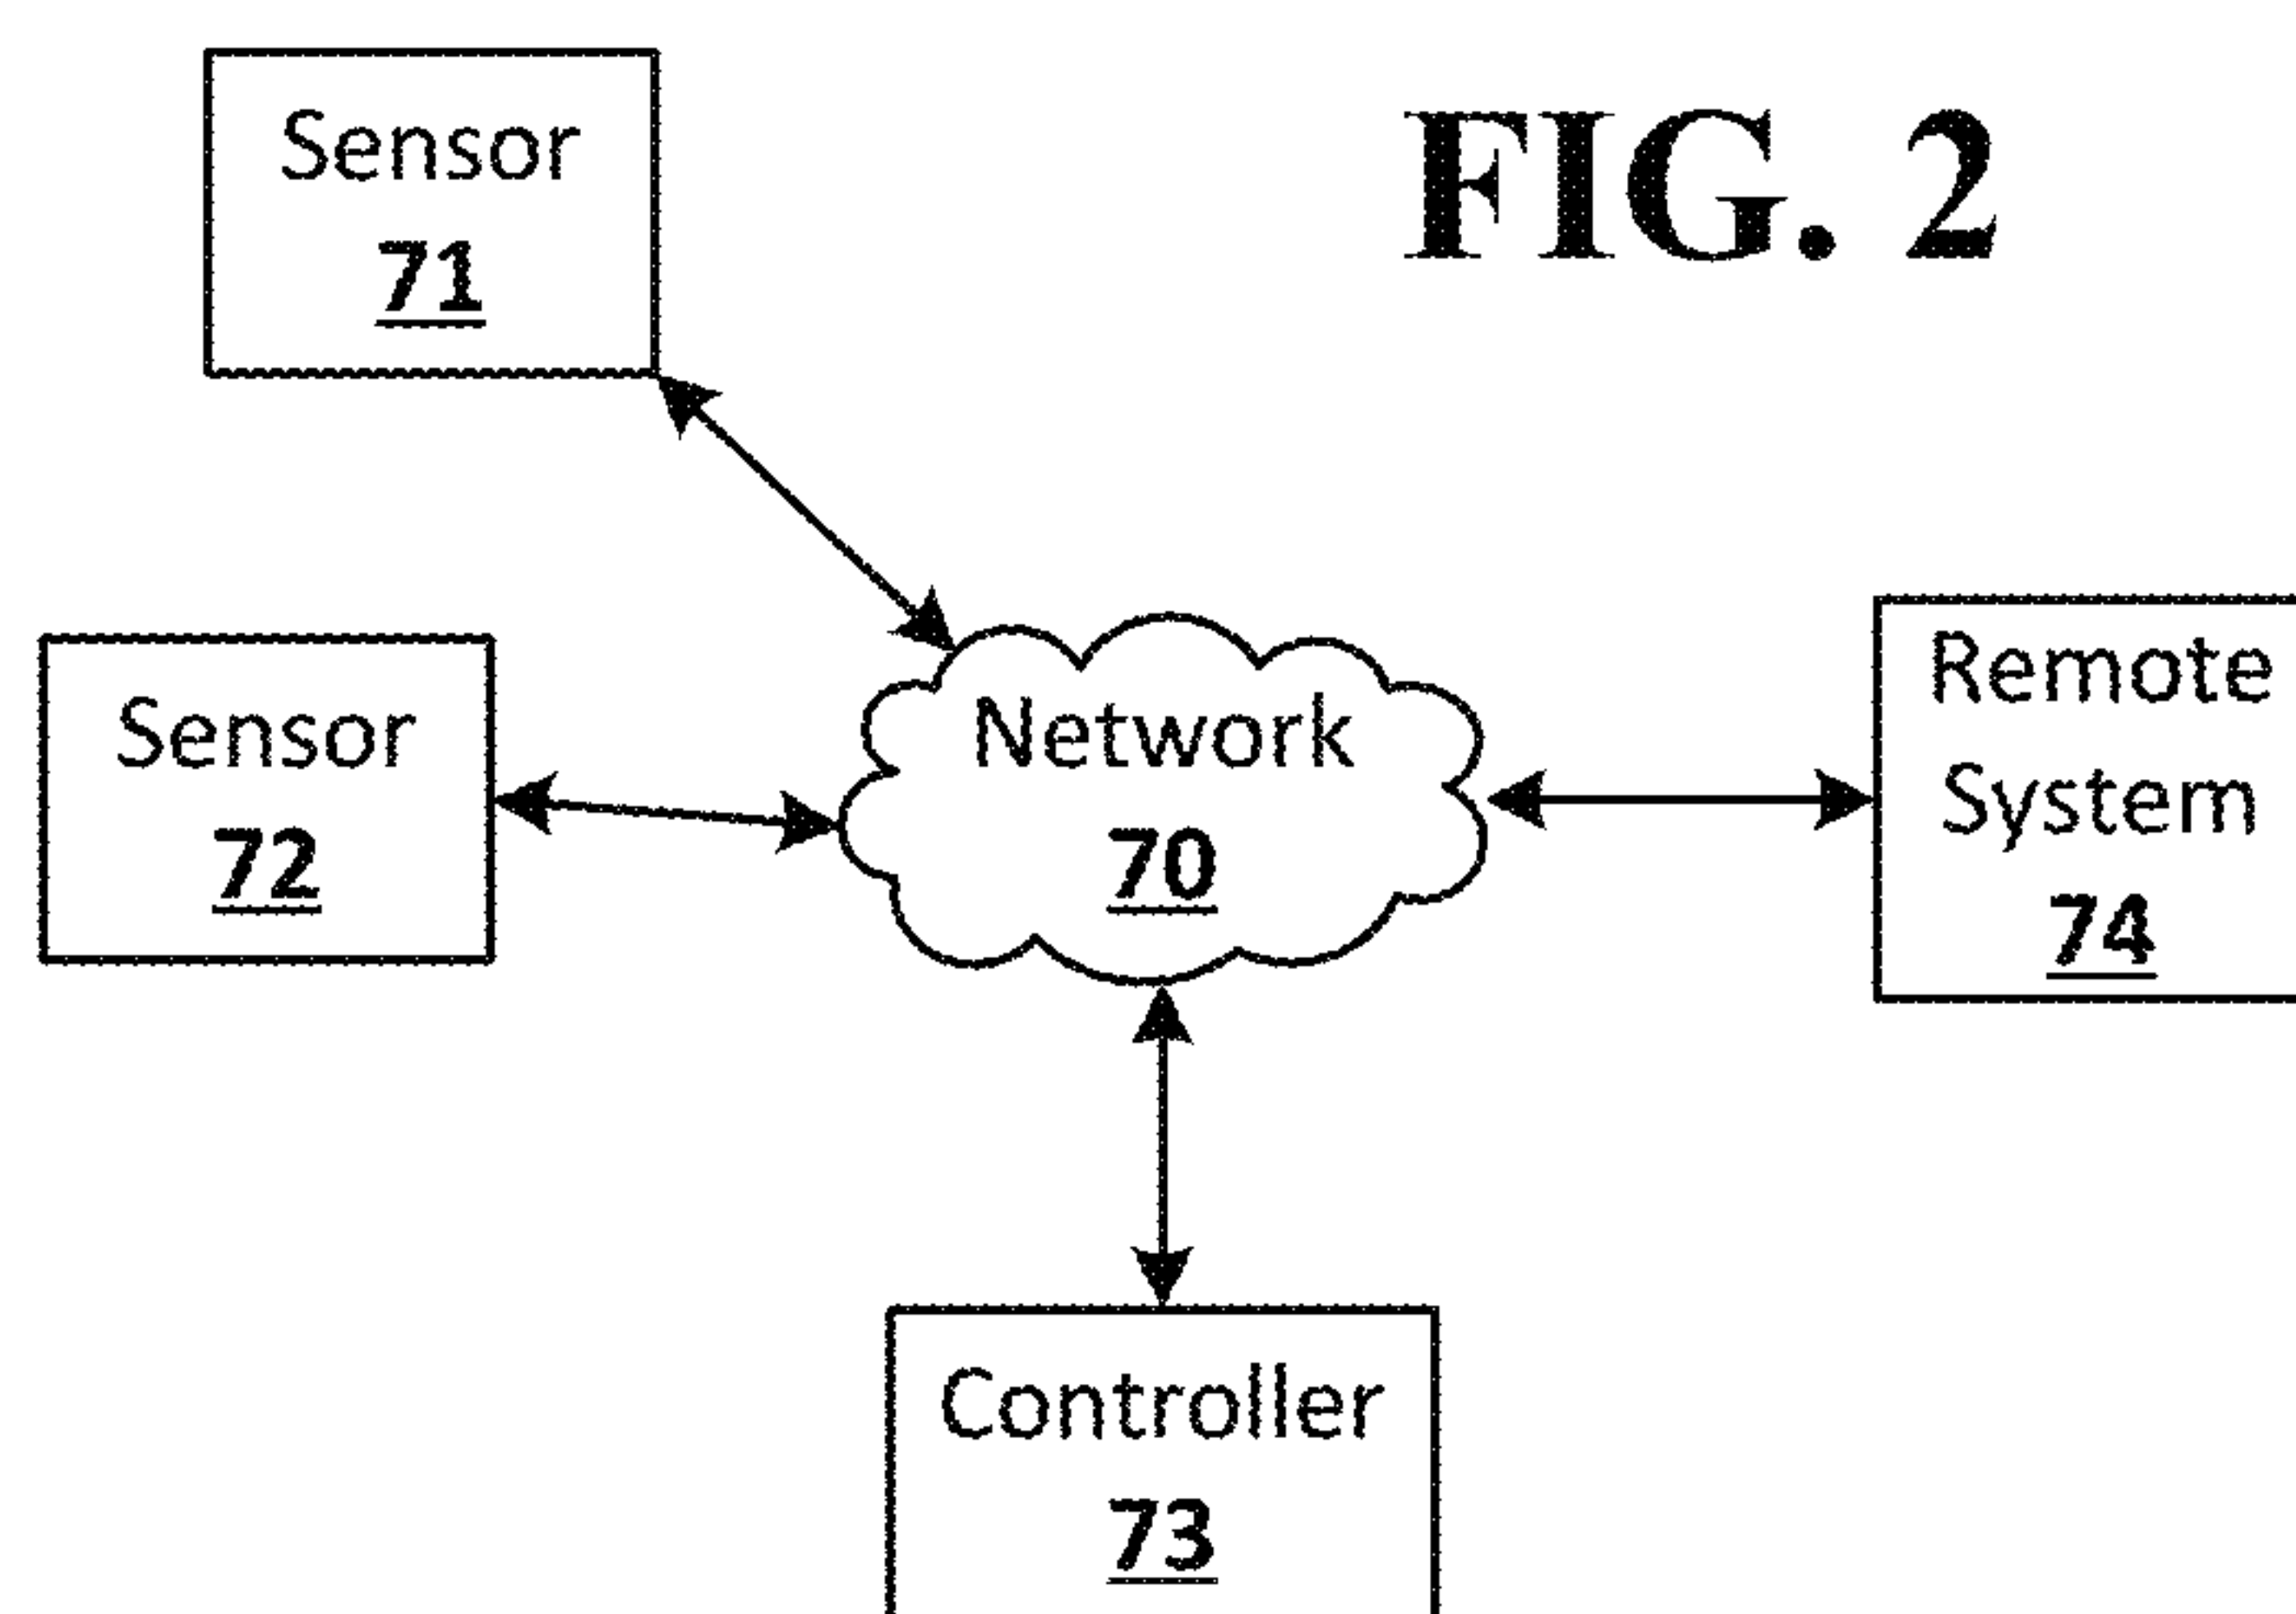 Sensor
71
FIG. 2
Sensor
72
Network
70
Remote
System
74
Controller
73